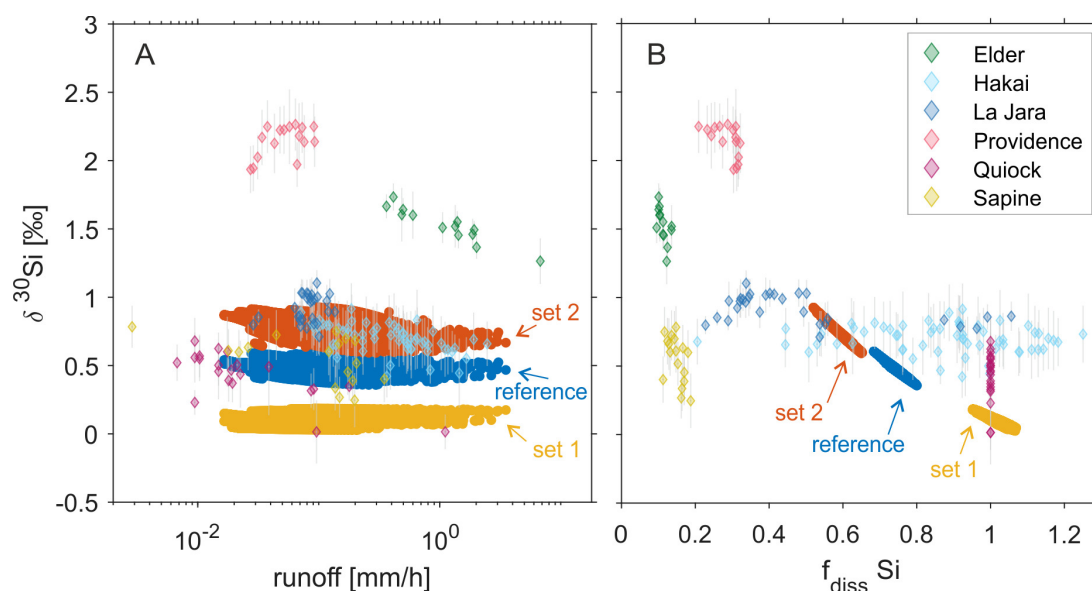 A
3
2.5
2
1.5
1
0.5
0
-0.5
δ 30Si [‰]
10-2
10-1
100
runoff [mm/h]
set 2
reference
set 1
B
Elder
Hakai
La Jara
Providence
Quiock
Sapine
set 2
reference
set 1
0
0.2
0.4
0.6
0.8
1
1.2
fdiss Si